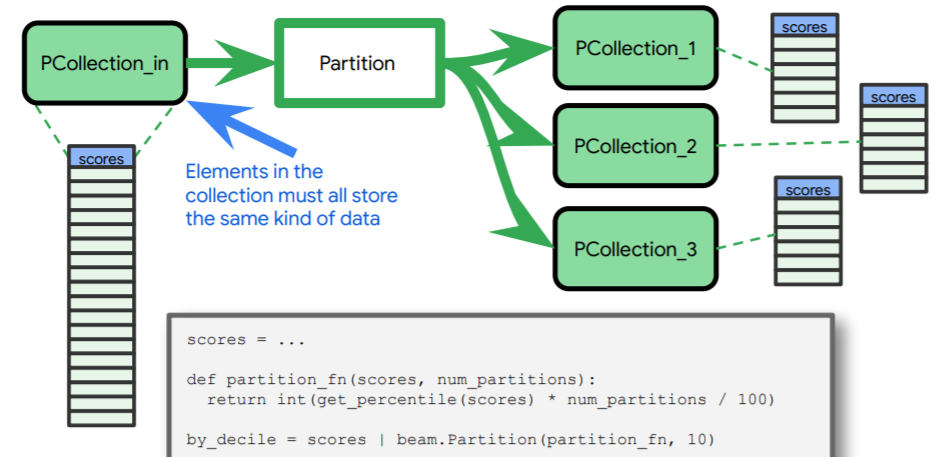 PCollection_in
Partition
PCollection_1
scores
scores
PCollection_2
scores
Elements in the
collection must all store
the same kind of data
scores
PCollection_3
scores = ...
def partition_fn(scores, num_partitions):
  return int(get_percentile(scores) * num_partitions / 100)
by_decile = scores | beam.Partition(partition_fn, 10)